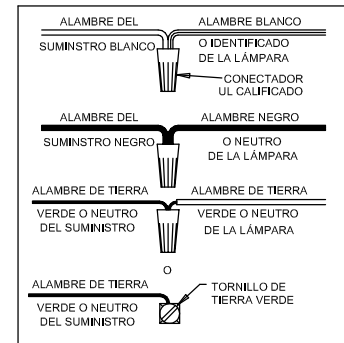 ALAMBRE DEL ALAMBRE BLANCO
SUMINSTRO BLANCO O IDENTIFICADO
DE LA LÁMPARA
CONECTADOR
UL CALIFICADO
ALAMBRE DEL ALAMBRE NEGRO
SUMINSTRO NEGRO O NEUTRO
DE LA LÁMPARA
ALAMBRE DE TIERRA ALAMBRE DE TIERRA
VERDE O NEUTRO VERDE O NEUTRO
DEL SUMINISTRO DE LA LÁMPARA
O
ALAMBRE DE TIERRA TORNILLO DE
TIERRA VERDE
VERDE O NEUTRO
DEL SUMINISTRO